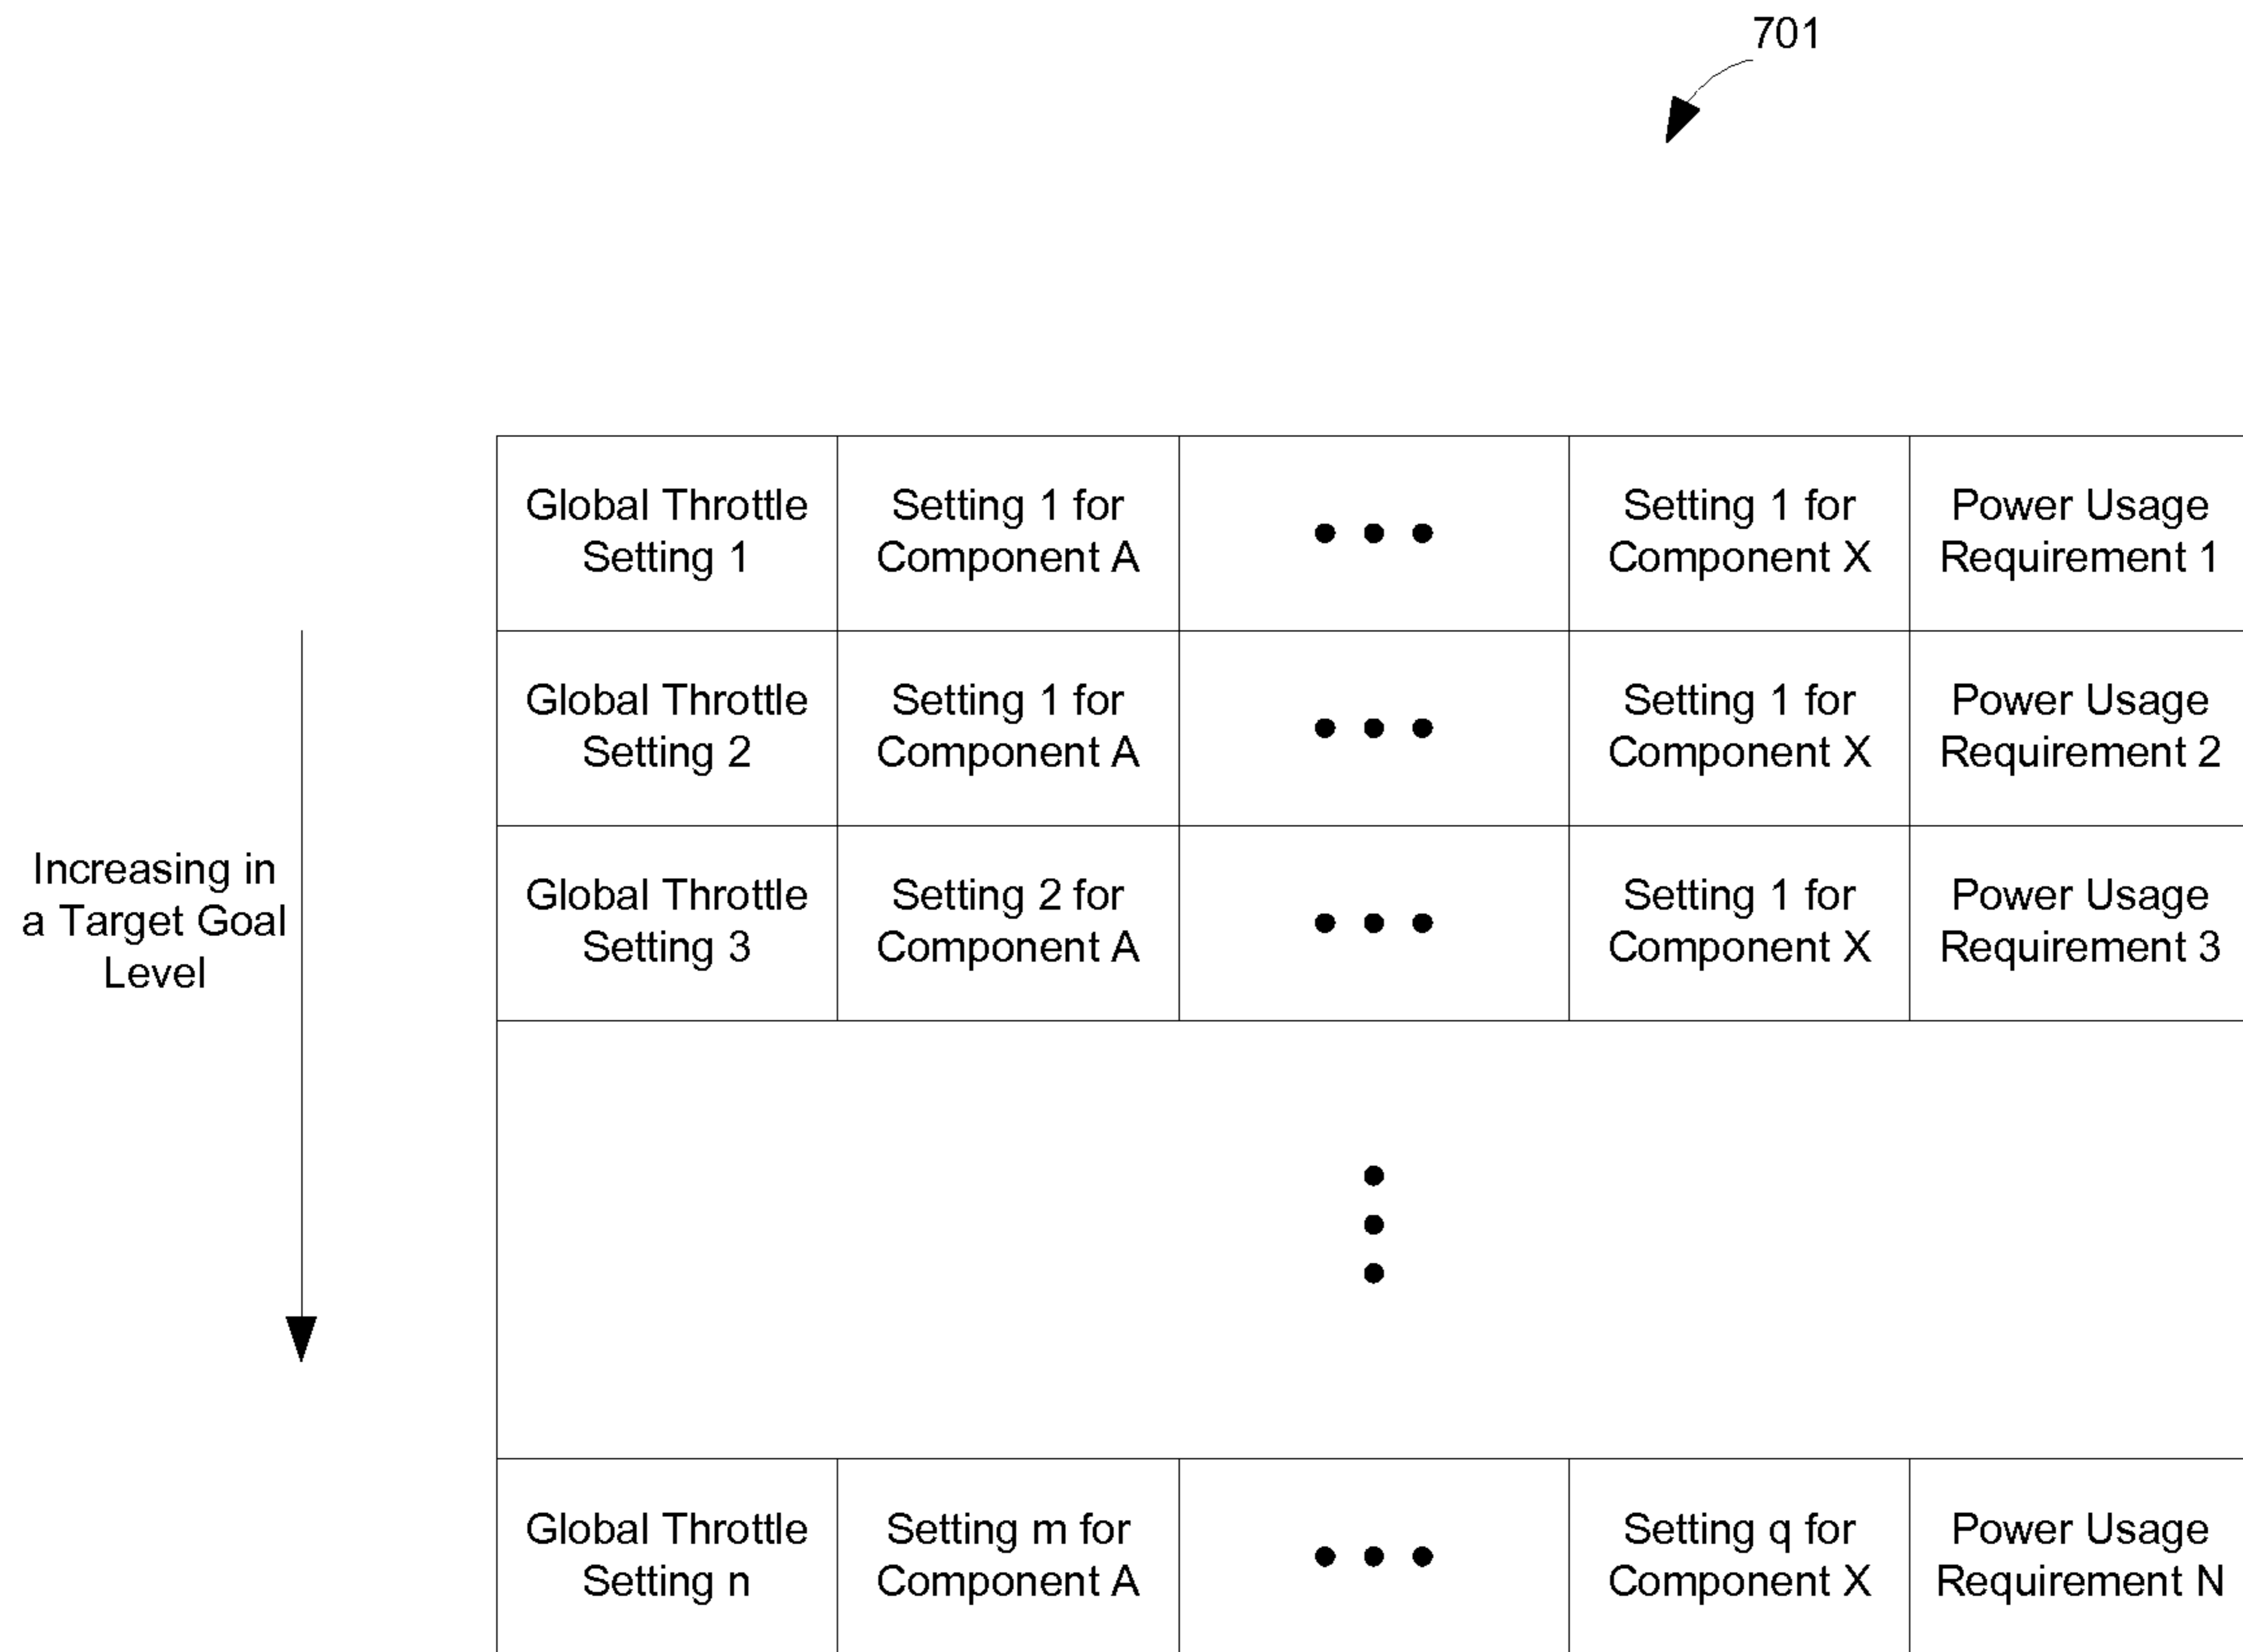 701
Global Throttle
Setting 1
Setting 1 for
Component A
Setting 1 for
Component X
Power Usage
Requirement 1
Global Throttle
Setting 2
Setting 1 for
Component A
Setting 1 for
Component X
Power Usage
Requirement 2
Increasing in
a Target Goal
Level
Global Throttle
Setting 3
Setting 2 for
Component A
Setting 1 for
Component X
Power Usage
Requirement 3
Global Throttle
Setting n
Setting m for
Component A
Setting q for
Component X
Power Usage
Requirement N